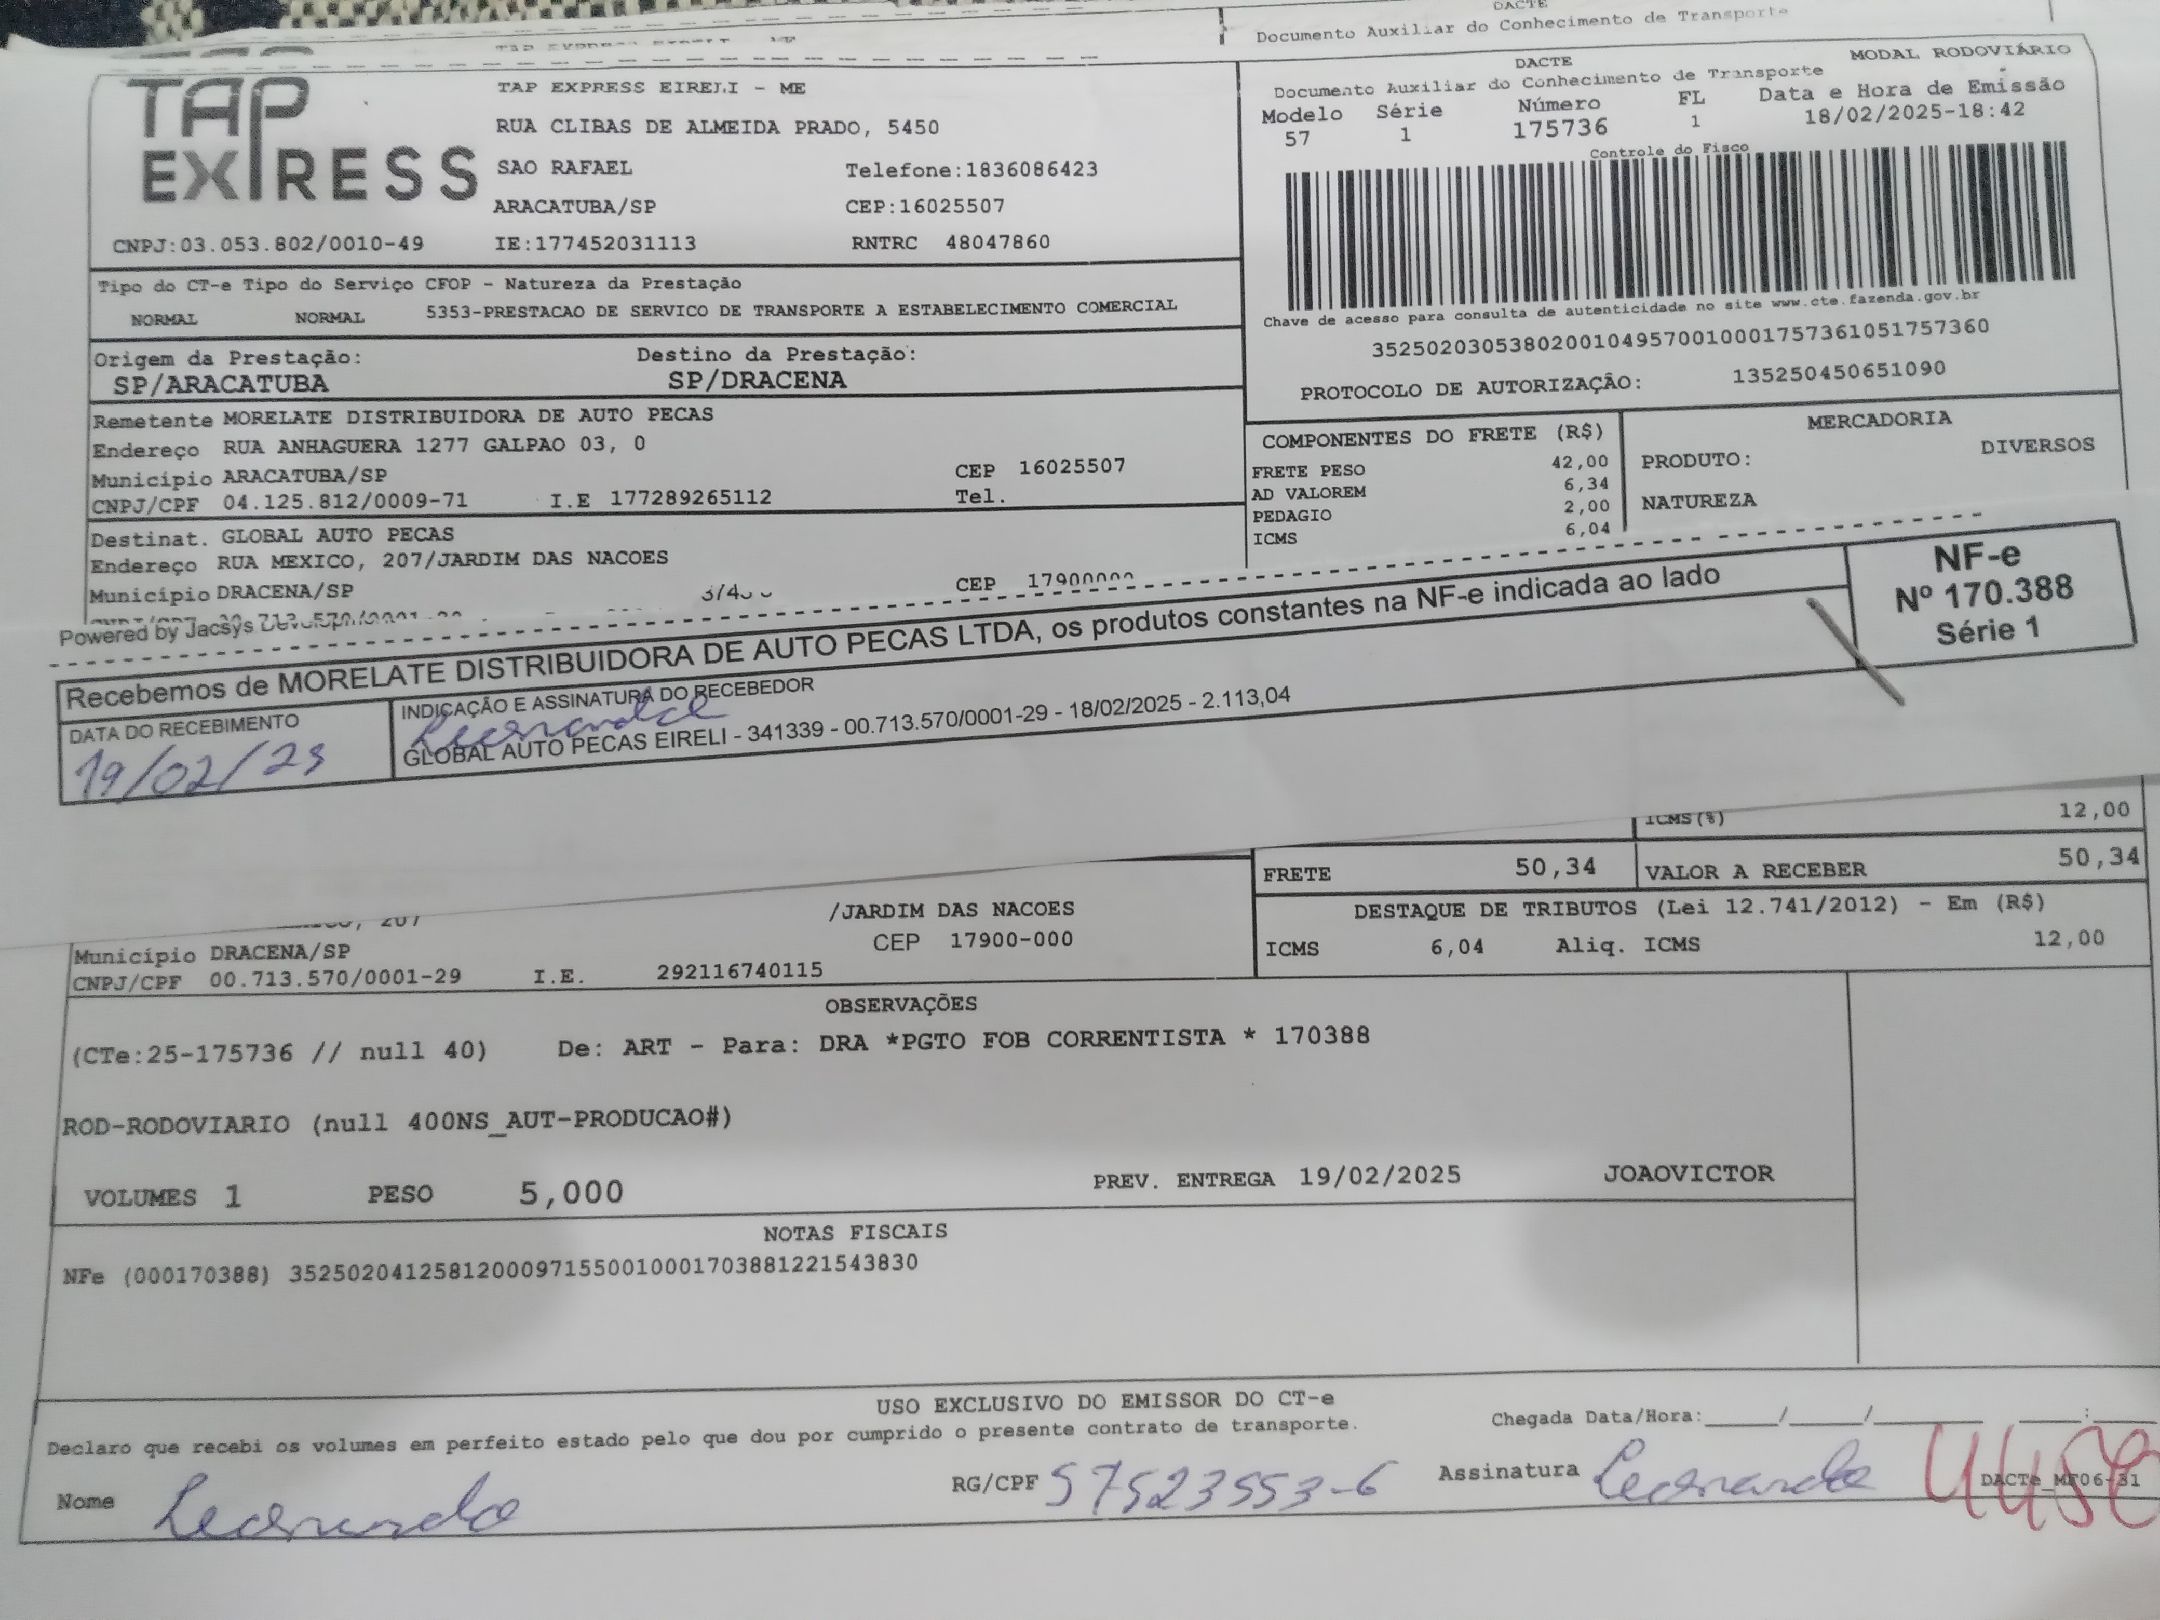 DACTE
Documento Auxiliar do Conhecimento de Transporte
TAP EXPRESS
TAP EXPRESS EIRELI - ME
RUA CLIBAS DE ALMEIDA PRADO, 5450
SAO RAFAEL Telefone:1836086423
ARACATUBA/SP CEP:16025507
CNPJ:03.053.802/0010-49 IE:177452031113 RNTRC 48047860
DACTE MODAL RODOVIÁRIO
Documento Auxiliar do Conhecimento de Transporte
Modelo Série Número FL Data e Hora de Emissão
57 1 175736 1 18/02/2025-18:42
Controle do Fisco
Chave de acesso para consulta de autenticidade no site www.cte.fazenda.gov.br
35250203053802001049570010001757361051757360
PROTOCOLO DE AUTORIZAÇÃO: 135250450651090
Tipo do CT-e Tipo do Serviço CFOP - Natureza da Prestação
NORMAL NORMAL 5353-PRESTACAO DE SERVICO DE TRANSPORTE A ESTABELECIMENTO COMERCIAL
Origem da Prestação: Destino da Prestação:
SP/ARACATUBA SP/DRACENA
Remetente MORELATE DISTRIBUIDORA DE AUTO PECAS
Endereço RUA ANHAGUERA 1277 GALPAO 03, 0
Município ARACATUBA/SP CEP 16025507
CNPJ/CPF 04.125.812/0009-71 I.E 177289265112 Tel.
Destinat. GLOBAL AUTO PECAS
Endereço RUA MEXICO, 207/JARDIM DAS NACOES
Município DRACENA/SP CEP 17900000
COMPONENTES DO FRETE (R$)
FRETE PESO 42,00
AD VALOREM 6,34
PEDAGIO 2,00
ICMS 6,04
MERCADORIA
PRODUTO: DIVERSOS
NATUREZA
Powered by Jacsys
Recebemos de MORELATE DISTRIBUIDORA DE AUTO PECAS LTDA, os produtos constantes na NF-e indicada ao lado
NF-e
Nº 170.388
Série 1
DATA DO RECEBIMENTO
19/02/25
INDICAÇÃO E ASSINATURA DO RECEBEDOR
Leonardo
GLOBAL AUTO PECAS EIRELI - 341339 - 00.713.570/0001-29 - 18/02/2025 - 2.113,04
ICMS(%) 12,00
FRETE 50,34 VALOR A RECEBER 50,34
DESTAQUE DE TRIBUTOS (Lei 12.741/2012) - Em (R$)
ICMS 6,04 Aliq. ICMS 12,00
207 /JARDIM DAS NACOES
Município DRACENA/SP CEP 17900-000
CNPJ/CPF 00.713.570/0001-29 I.E. 292116740115
OBSERVAÇÕES
(CTe:25-175736 // null 40) De: ART - Para: DRA *PGTO FOB CORRENTISTA * 170388
ROD-RODOVIARIO (null 400NS_AUT-PRODUCAO#)
VOLUMES 1 PESO 5,000 PREV. ENTREGA 19/02/2025 JOAOVICTOR
NOTAS FISCAIS
NFe (000170388) 35250204125812000971550010001703881221543830
USO EXCLUSIVO DO EMISSOR DO CT-e
Declaro que recebi os volumes em perfeito estado pelo que dou por cumprido o presente contrato de transporte. Chegada Data/Hora:____/____/______ ___:___
Nome Leonardo RG/CPF 57523553-6 Assinatura Leonardo DACTe_MF06-31